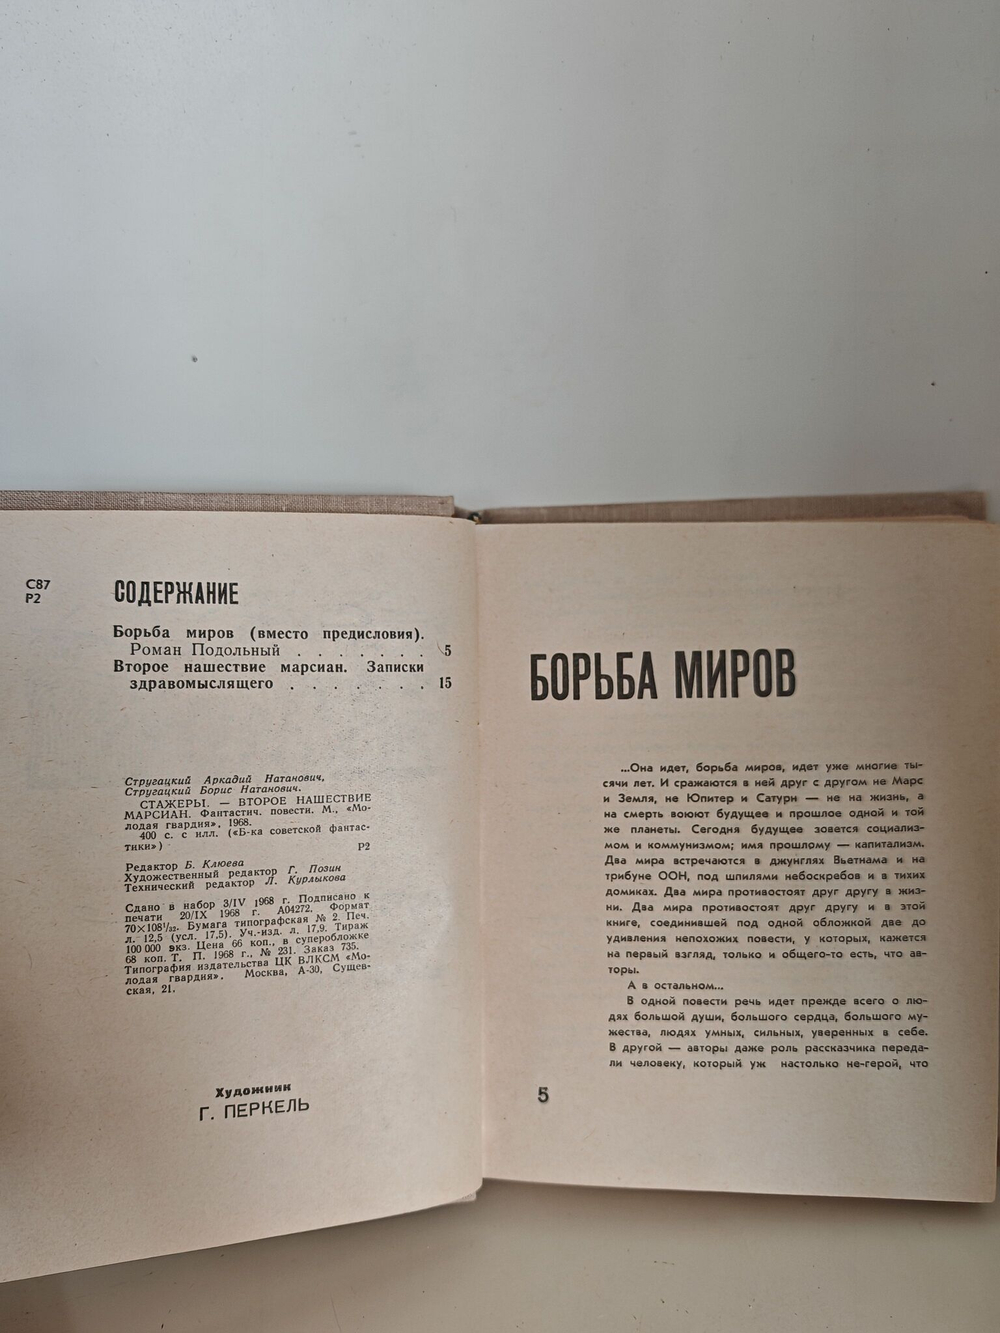 С87
Р2
СОДЕРЖАНИЕ
Борьба миров (вместо предисловия).
Роман Подольный . . . . . . . 5
Второе нашествие марсиан. Записки
здравомыслящего . . . . . . . 15
Стругацкий Аркадий Натанович,
Стругацкий Борис Натанович.
СТАЖЕРЫ. — ВТОРОЕ НАШЕСТВИЕ
МАРСИАН. Фантастич. повести. М., «Мо-
лодая гвардия», 1968.
400 с. с илл. («Б-ка советской фантас-
тики»)
Р2
Редактор Б. Клюева
Художественный редактор Г. Позин
Технический редактор Л. Курлыкова
Сдано в набор 3/IV 1968 г. Подписано к
печати 20/IX 1968 г. А04272. Формат
70×108¹/₃₂. Бумага типографская № 2. Печ.
л. 12,5 (усл. 17,5). Уч.-изд. л. 17,9. Тираж
100 000 вкз. Цена 66 коп., в суперобложке
68 коп. Т. П. 1968 г., № 231. Заказ 735.
Типография издательства ЦК ВЛКСМ «Мо-
лодая гвардия». Москва, А-30, Сущев-
ская, 21.
Художник
Г. ПЕРКЕЛЬ
БОРЬБА МИРОВ
...Она идет, борьба миров, идет уже многие ты-
сячи лет. И сражаются в ней друг с другом не Марс
и Земля, не Юпитер и Сатурн — не на жизнь, а
на смерть воюют будущее и прошлое одной и той
же планеты. Сегодня будущее зовется социализ-
мом и коммунизмом; имя прошлому — капитализм.
Два мира встречаются в джунглях Вьетнама и на
трибуне ООН, под шпилями небоскребов и в тихих
домиках. Два мира противостоят друг другу в жиз-
ни. Два мира противостоят друг другу и в этой
книге, соединившей под одной обложкой две до
удивления непохожих повести, у которых, кажется
на первый взгляд, только и общего-то есть, что ав-
торы.
А в остальном...
В одной повести речь идет прежде всего о лю-
дях большой души, большого сердца, большого му-
жества, людях умных, сильных, уверенных в себе.
В другой — авторы даже роль рассказчика переда-
ли человеку, который уж настолько не-герой, что
5